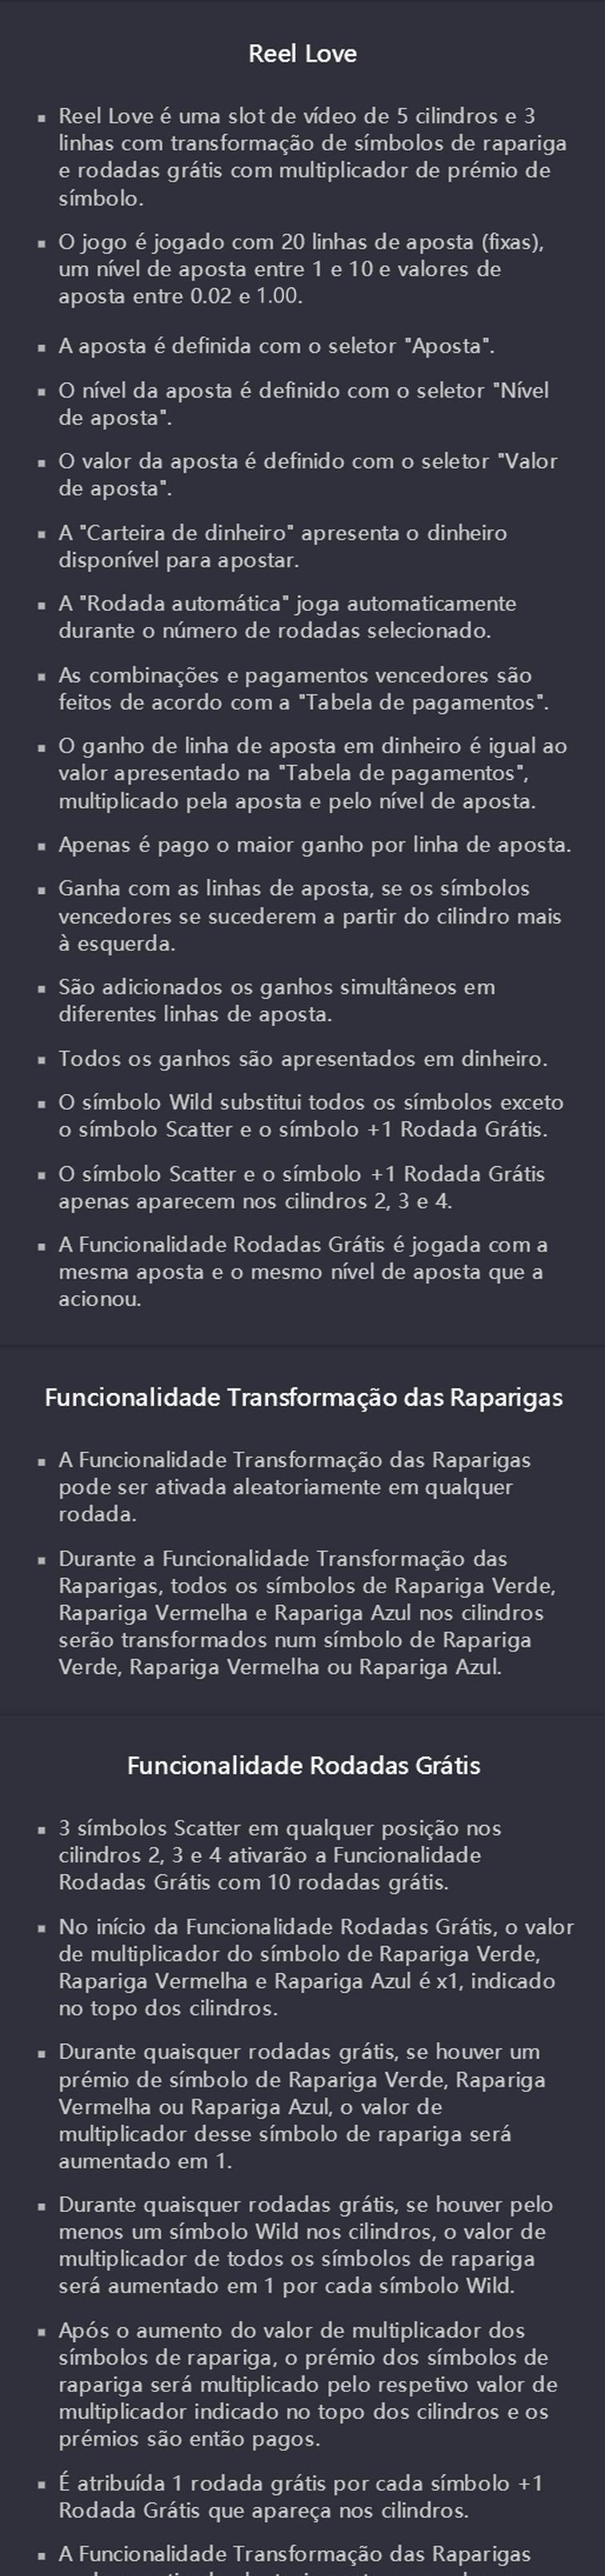 Reel Love
▪ Reel Love é uma slot de vídeo de 5 cilindros e 3
linhas com transformação de símbolos de rapariga
e rodadas grátis com multiplicador de prémio de
símbolo.
▪ O jogo é jogado com 20 linhas de aposta (fixas),
um nível de aposta entre 1 e 10 e valores de
aposta entre 0.02 e 1.00.
▪ A aposta é definida com o seletor "Aposta".
▪ O nível da aposta é definido com o seletor "Nível
de aposta".
▪ O valor da aposta é definido com o seletor "Valor
de aposta".
▪ A "Carteira de dinheiro" apresenta o dinheiro
disponível para apostar.
▪ A "Rodada automática" joga automaticamente
durante o número de rodadas selecionado.
▪ As combinações e pagamentos vencedores são
feitos de acordo com a "Tabela de pagamentos".
▪ O ganho de linha de aposta em dinheiro é igual ao
valor apresentado na "Tabela de pagamentos",
multiplicado pela aposta e pelo nível de aposta.
▪ Apenas é pago o maior ganho por linha de aposta.
▪ Ganha com as linhas de aposta, se os símbolos
vencedores se sucederem a partir do cilindro mais
à esquerda.
▪ São adicionados os ganhos simultâneos em
diferentes linhas de aposta.
▪ Todos os ganhos são apresentados em dinheiro.
▪ O símbolo Wild substitui todos os símbolos exceto
o símbolo Scatter e o símbolo +1 Rodada Grátis.
▪ O símbolo Scatter e o símbolo +1 Rodada Grátis
apenas aparecem nos cilindros 2, 3 e 4.
▪ A Funcionalidade Rodadas Grátis é jogada com a
mesma aposta e o mesmo nível de aposta que a
acionou.
Funcionalidade Transformação das Raparigas
▪ A Funcionalidade Transformação das Raparigas
pode ser ativada aleatoriamente em qualquer
rodada.
▪ Durante a Funcionalidade Transformação das
Raparigas, todos os símbolos de Rapariga Verde,
Rapariga Vermelha e Rapariga Azul nos cilindros
serão transformados num símbolo de Rapariga
Verde, Rapariga Vermelha ou Rapariga Azul.
Funcionalidade Rodadas Grátis
▪ 3 símbolos Scatter em qualquer posição nos
cilindros 2, 3 e 4 ativarão a Funcionalidade
Rodadas Grátis com 10 rodadas grátis.
▪ No início da Funcionalidade Rodadas Grátis, o valor
de multiplicador do símbolo de Rapariga Verde,
Rapariga Vermelha e Rapariga Azul é x1, indicado
no topo dos cilindros.
▪ Durante quaisquer rodadas grátis, se houver um
prémio de símbolo de Rapariga Verde, Rapariga
Vermelha ou Rapariga Azul, o valor de
multiplicador desse símbolo de rapariga será
aumentado em 1.
▪ Durante quaisquer rodadas grátis, se houver pelo
menos um símbolo Wild nos cilindros, o valor de
multiplicador de todos os símbolos de rapariga
será aumentado em 1 por cada símbolo Wild.
▪ Após o aumento do valor de multiplicador dos
símbolos de rapariga, o prémio dos símbolos de
rapariga será multiplicado pelo respetivo valor de
multiplicador indicado no topo dos cilindros e os
prémios são então pagos.
▪ É atribuída 1 rodada grátis por cada símbolo +1
Rodada Grátis que apareça nos cilindros.
▪ A Funcionalidade Transformação das Raparigas